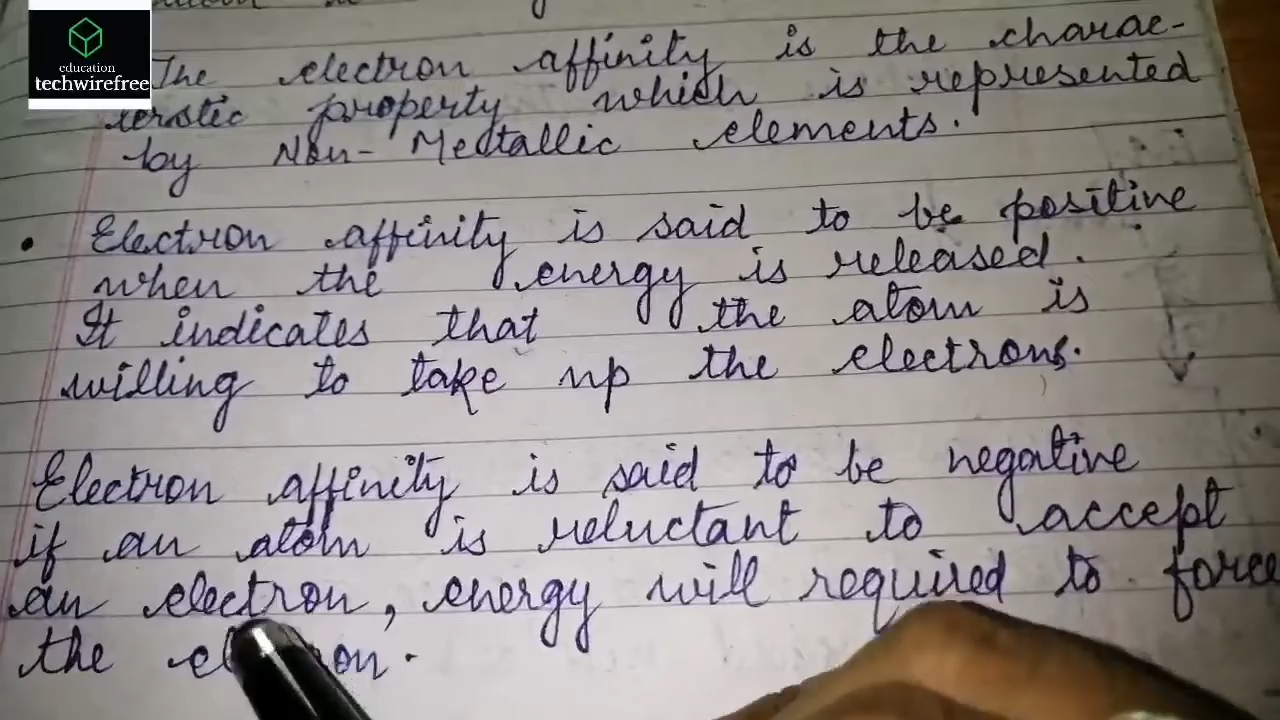 education
techwirefree
The electron affinity is the charac-
terstic property which is represented
by Non-Mettallic elements.
• Electron affinity is said to be positive
when the energy is released.
It indicates that the atom is
willing to take up the electrons.
Electron affinity is said to be negative
if an atom is reluctant to accept
an electron, energy will required to force
the electron.